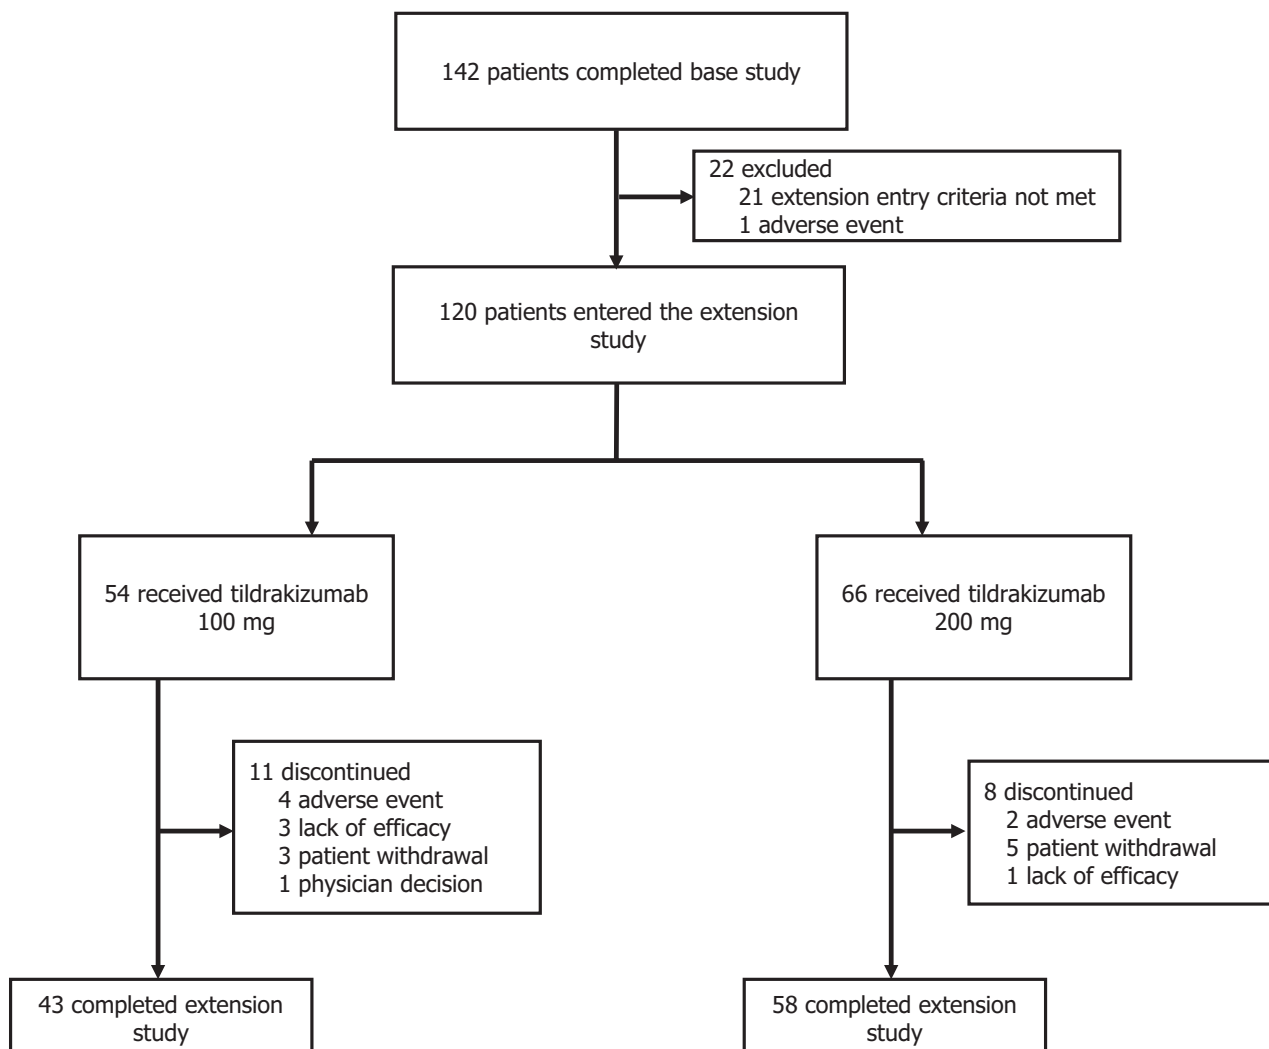 142 patients completed base study
22 excluded
21 extension entry criteria not met
1 adverse event
120 patients entered the extension
study
54 received tildrakizumab
100 mg
66 received tildrakizumab
200 mg
11 discontinued
4 adverse event
3 lack of efficacy
3 patient withdrawal
1 physician decision
8 discontinued
2 adverse event
5 patient withdrawal
1 lack of efficacy
43 completed extension
study
58 completed extension
study